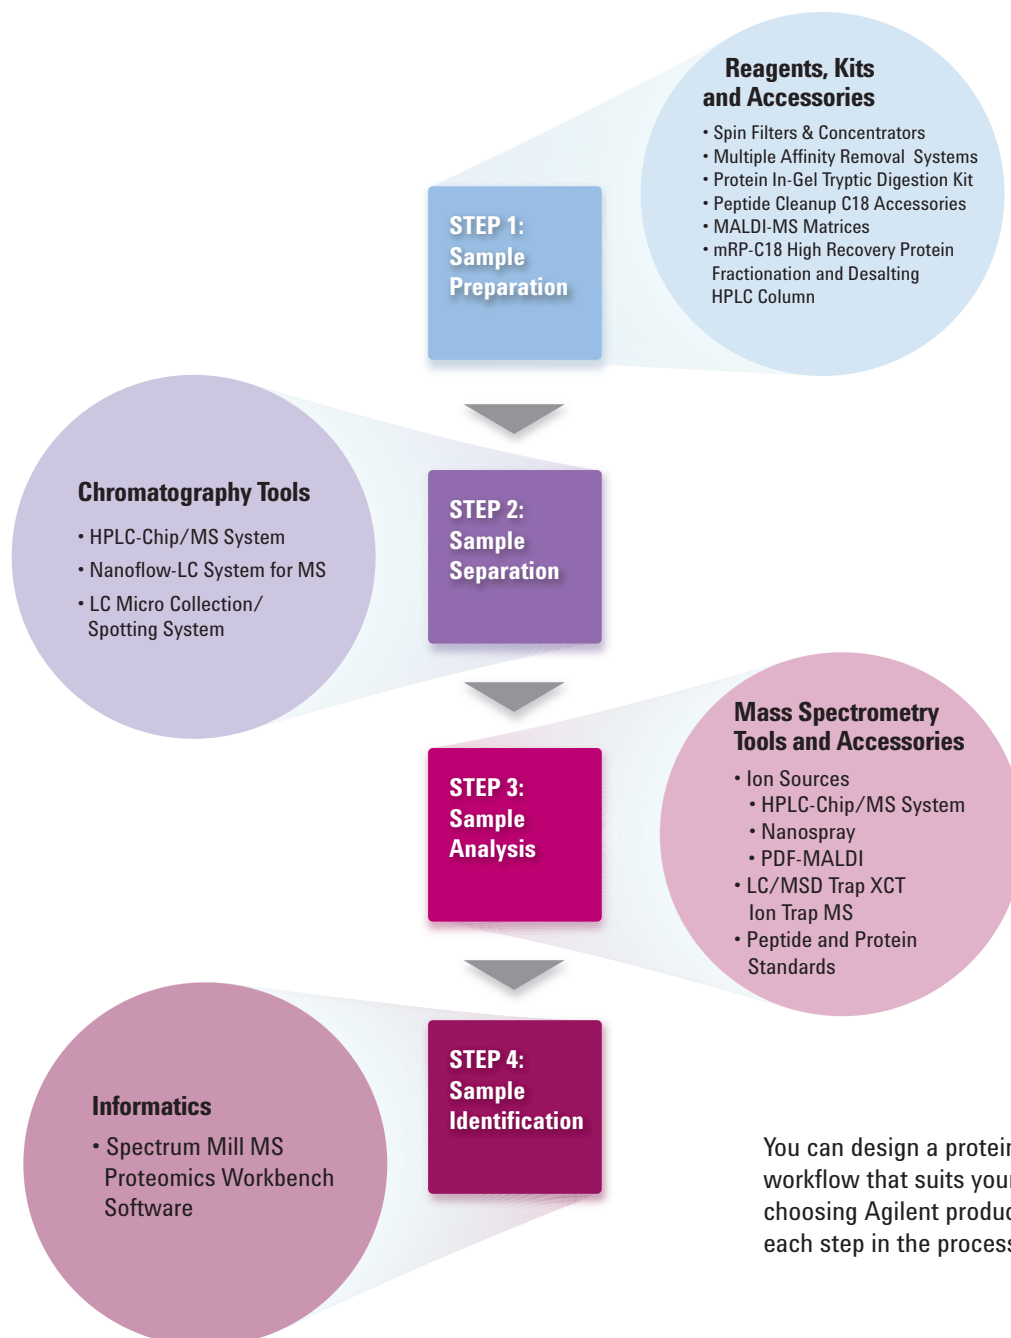 Reagents, Kits
and Accessories
• Spin Filters & Concentrators
• Multiple Affinity Removal Systems
• Protein In-Gel Tryptic Digestion Kit
• Peptide Cleanup C18 Accessories
• MALDI-MS Matrices
• mRP-C18 High Recovery Protein
Fractionation and Desalting
HPLC Column
STEP 1:
Sample
Preparation
Chromatography Tools
• HPLC-Chip/MS System
• Nanoflow-LC System for MS
• LC Micro Collection/
Spotting System
STEP 2:
Sample
Separation
Mass Spectrometry
Tools and Accessories
• Ion Sources
• HPLC-Chip/MS System
• Nanospray
• PDF-MALDI
• LC/MSD Trap XCT
Ion Trap MS
• Peptide and Protein
Standards
STEP 3:
Sample
Analysis
Informatics
• Spectrum Mill MS
Proteomics Workbench
Software
STEP 4:
Sample
Identification
You can design a protein
workflow that suits your
choosing Agilent produc
each step in the process